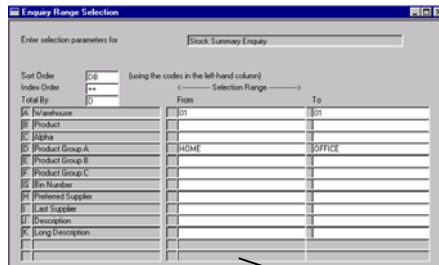 Enquiry Range Selection
Enter selection parameters for Stock Summary Enquiry
Sort Order DB (using the codes in the left-hand column)
Index Order ++ <---------- Selection Range ---------->
Total By D From To
A Warehouse 01 01
B Product
C Alpha
D Product Group A HOME OFFICE
E Product Group B
F Product Group C
G Bin Number
H Preferred Supplier
I Last Supplier
J Description
K Long Description